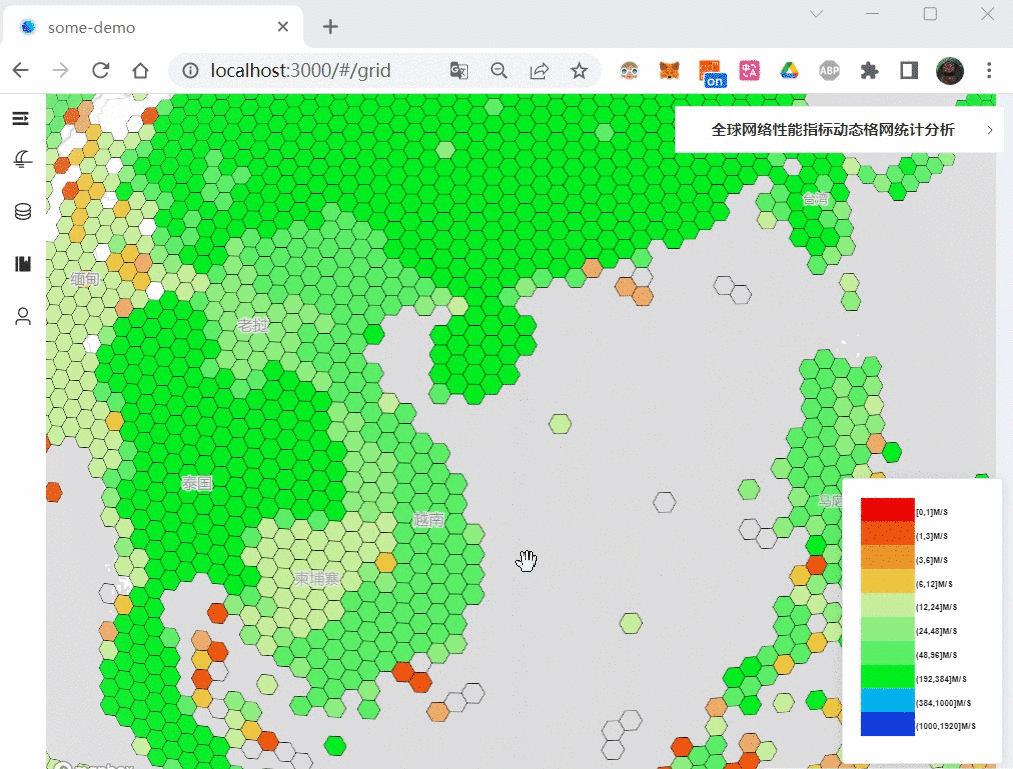 some-demo
localhost:3000/#/grid
on
ABP
全球网络性能指标动态格网统计分析
台湾
缅甸
老挝
泰国
越南
柬埔寨
[0,1]M/S
(1,3]M/S
(3,6]M/S
(6,12]M/S
(12,24]M/S
(24,48]M/S
(48,96]M/S
(192,384]M/S
(384,1000]M/S
(1000,1920]M/S